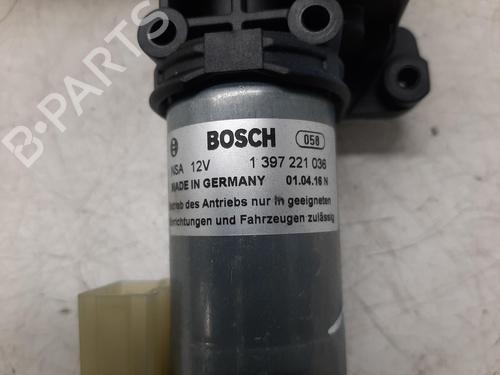 BOSCH 058
NSA 12V 1 397 221 036
MADE IN GERMANY 01.04.16 N
des Antriebs nur in geeigneten
und Fahrzeugen zulässig
B-PARTS